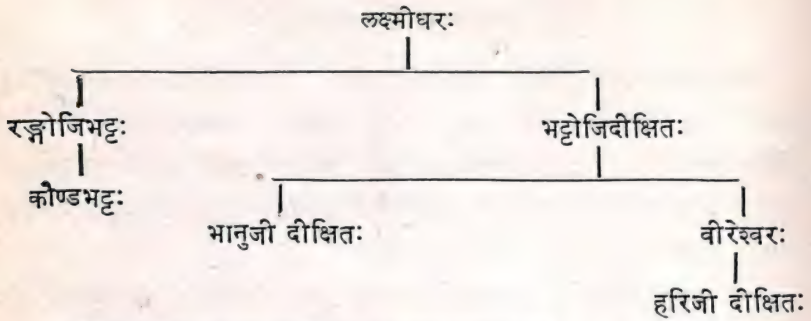 लक्ष्मोधरः
रङ्गोजिभट्टः भट्टोजिदीक्षितः
कौण्डभट्टः
भानुजी दीक्षितः वीरेश्वरः
हरिजी दीक्षितः